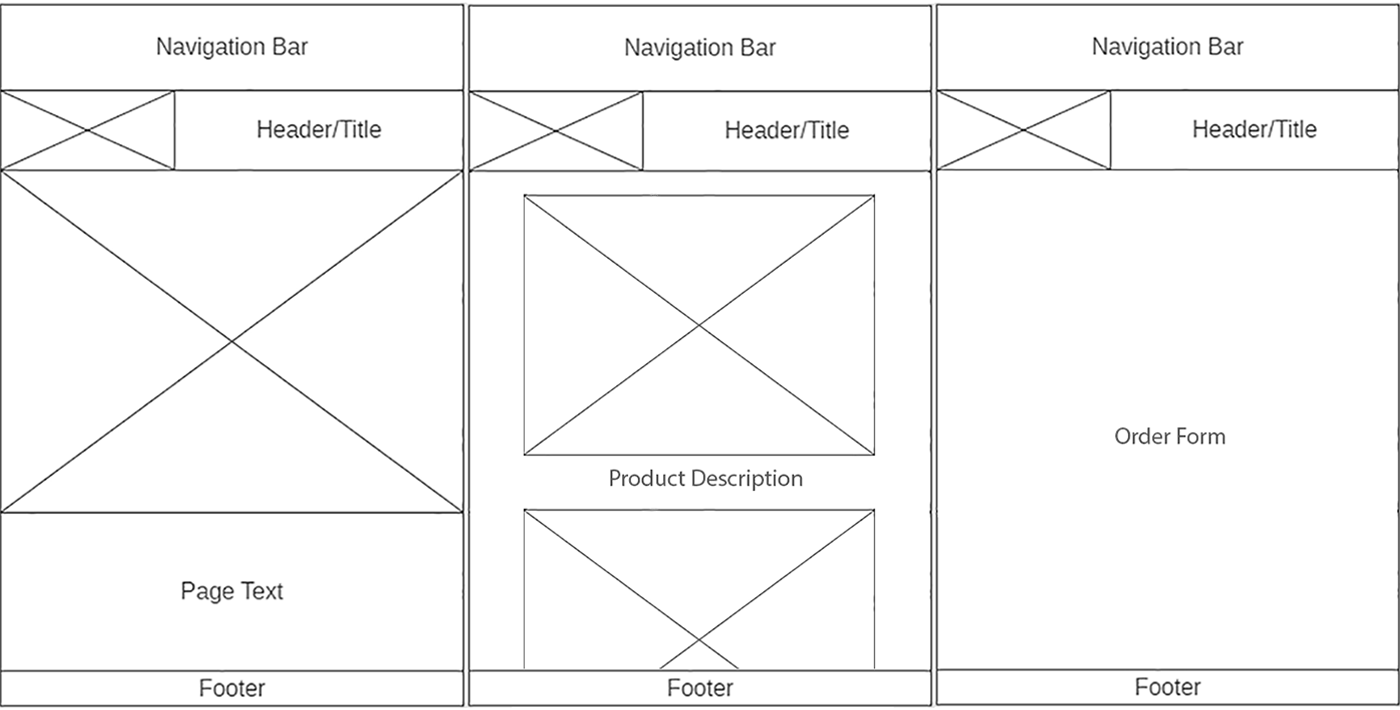 Navigation Bar
Header/Title
Page Text
Footer
Navigation Bar
Header/Title
Product Description
Footer
Navigation Bar
Header/Title
Order Form
Footer